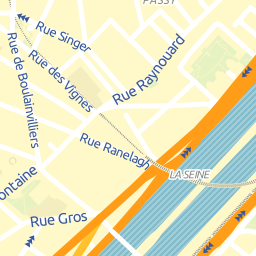 PASSY
Rue Singer
Rue de Boulainvilliers
Rue des Vignes
Rue Raynouard
Rue Ranelagh
LA SEINE
ontaine
Rue Gros